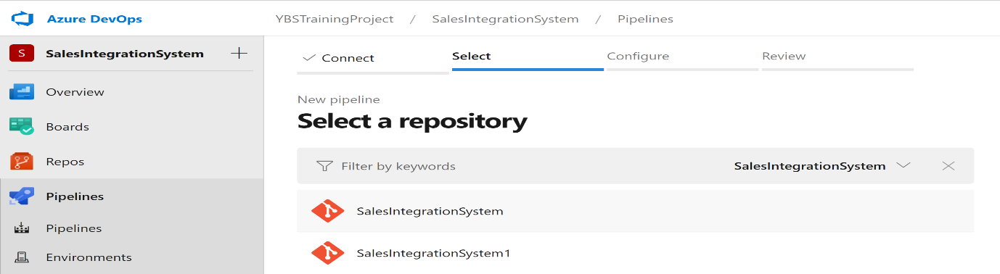 Azure DevOps
YBSTrainingProject / SalesIntegrationSystem / Pipelines
S SalesIntegrationSystem
Connect Select Configure Review
Overview
New pipeline
Select a repository
Boards
Repos
Filter by keywords SalesIntegrationSystem
Pipelines
SalesIntegrationSystem
Pipelines
Environments
SalesIntegrationSystem1